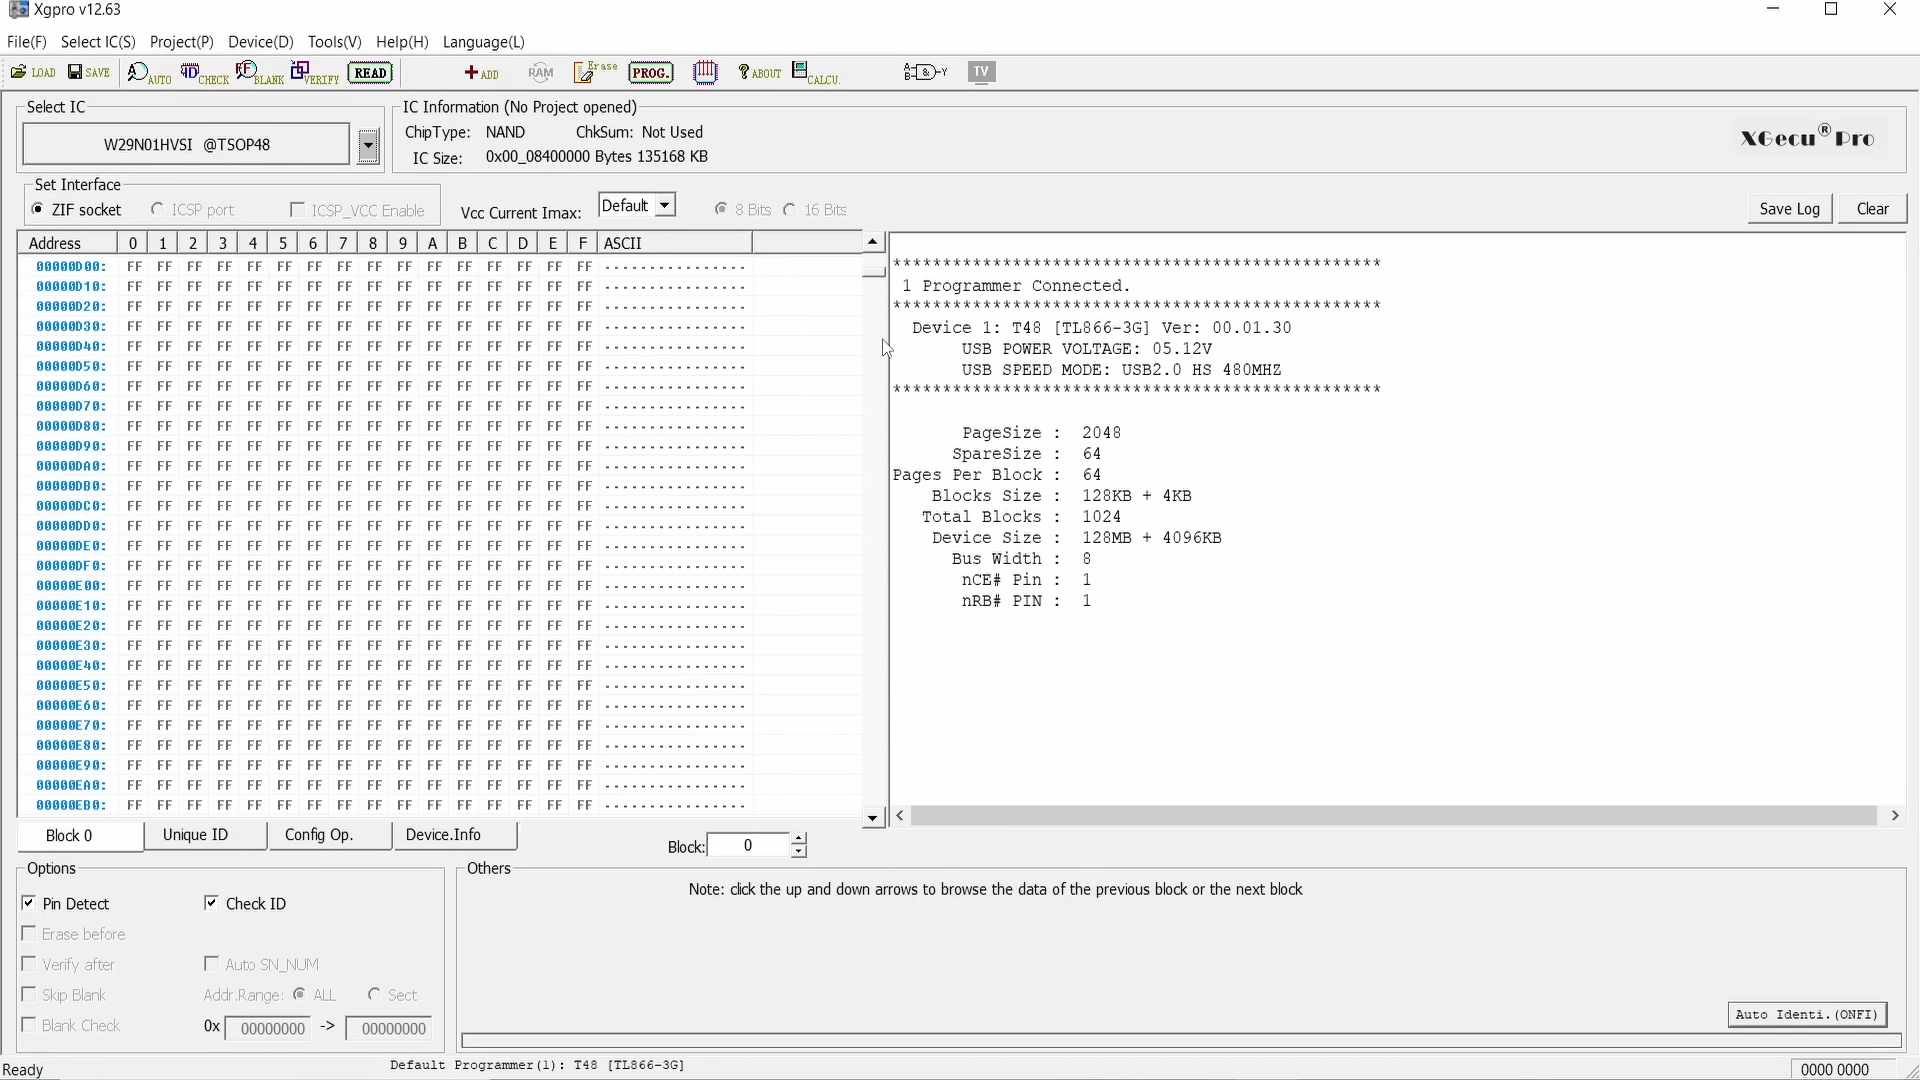 Xgpro v12.63
File(F) Select IC(S) Project(P) Device(D) Tools(V) Help(H) Language(L)
LOAD SAVE AUTO CHECK BLANK VERIFY READ ADD RAM Erase PROG. ABOUT CALCU. TV
Select IC
W29N01HVSI @TSOP48
IC Information (No Project opened)
ChipType: NAND ChkSum: Not Used
IC Size: 0x00_08400000 Bytes 135168 KB
XGecu® Pro
Set Interface
ZIF socket ICSP port ICSP_VCC Enable Vcc Current Imax: Default 8 Bits 16 Bits Save Log Clear
Address 0 1 2 3 4 5 6 7 8 9 A B C D E F ASCII
00000D00: FF FF FF FF FF FF FF FF FF FF FF FF FF FF FF FF ................
00000D10: FF FF FF FF FF FF FF FF FF FF FF FF FF FF FF FF ................
00000D20: FF FF FF FF FF FF FF FF FF FF FF FF FF FF FF FF ................
00000D30: FF FF FF FF FF FF FF FF FF FF FF FF FF FF FF FF ................
00000D40: FF FF FF FF FF FF FF FF FF FF FF FF FF FF FF FF ................
00000D50: FF FF FF FF FF FF FF FF FF FF FF FF FF FF FF FF ................
00000D60: FF FF FF FF FF FF FF FF FF FF FF FF FF FF FF FF ................
00000D70: FF FF FF FF FF FF FF FF FF FF FF FF FF FF FF FF ................
00000D80: FF FF FF FF FF FF FF FF FF FF FF FF FF FF FF FF ................
00000D90: FF FF FF FF FF FF FF FF FF FF FF FF FF FF FF FF ................
00000DA0: FF FF FF FF FF FF FF FF FF FF FF FF FF FF FF FF ................
00000DB0: FF FF FF FF FF FF FF FF FF FF FF FF FF FF FF FF ................
00000DC0: FF FF FF FF FF FF FF FF FF FF FF FF FF FF FF FF ................
00000DD0: FF FF FF FF FF FF FF FF FF FF FF FF FF FF FF FF ................
00000DE0: FF FF FF FF FF FF FF FF FF FF FF FF FF FF FF FF ................
00000DF0: FF FF FF FF FF FF FF FF FF FF FF FF FF FF FF FF ................
00000E00: FF FF FF FF FF FF FF FF FF FF FF FF FF FF FF FF ................
00000E10: FF FF FF FF FF FF FF FF FF FF FF FF FF FF FF FF ................
00000E20: FF FF FF FF FF FF FF FF FF FF FF FF FF FF FF FF ................
00000E30: FF FF FF FF FF FF FF FF FF FF FF FF FF FF FF FF ................
00000E40: FF FF FF FF FF FF FF FF FF FF FF FF FF FF FF FF ................
00000E50: FF FF FF FF FF FF FF FF FF FF FF FF FF FF FF FF ................
00000E60: FF FF FF FF FF FF FF FF FF FF FF FF FF FF FF FF ................
00000E70: FF FF FF FF FF FF FF FF FF FF FF FF FF FF FF FF ................
00000E80: FF FF FF FF FF FF FF FF FF FF FF FF FF FF FF FF ................
00000E90: FF FF FF FF FF FF FF FF FF FF FF FF FF FF FF FF ................
00000EA0: FF FF FF FF FF FF FF FF FF FF FF FF FF FF FF FF ................
00000EB0: FF FF FF FF FF FF FF FF FF FF FF FF FF FF FF FF ................
*************************************************
1 Programmer Connected.
*************************************************
Device 1: T48 [TL866-3G] Ver: 00.01.30
USB POWER VOLTAGE: 05.12V
USB SPEED MODE: USB2.0 HS 480MHZ
*************************************************
PageSize : 2048
SpareSize : 64
Pages Per Block : 64
Blocks Size : 128KB + 4KB
Total Blocks : 1024
Device Size : 128MB + 4096KB
Bus Width : 8
nCE# Pin : 1
nRB# PIN : 1
Block 0 Unique ID Config Op. Device.Info Block: 0
Options
Pin Detect Check ID
Erase before
Verify after Auto SN_NUM
Skip Blank Addr.Range: ALL Sect
Blank Check 0x 00000000 -> 00000000
Others
Note: click the up and down arrows to browse the data of the previous block or the next block
Auto Identi.(ONFI)
Ready Default Programmer(1): T48 [TL866-3G] 0000 0000